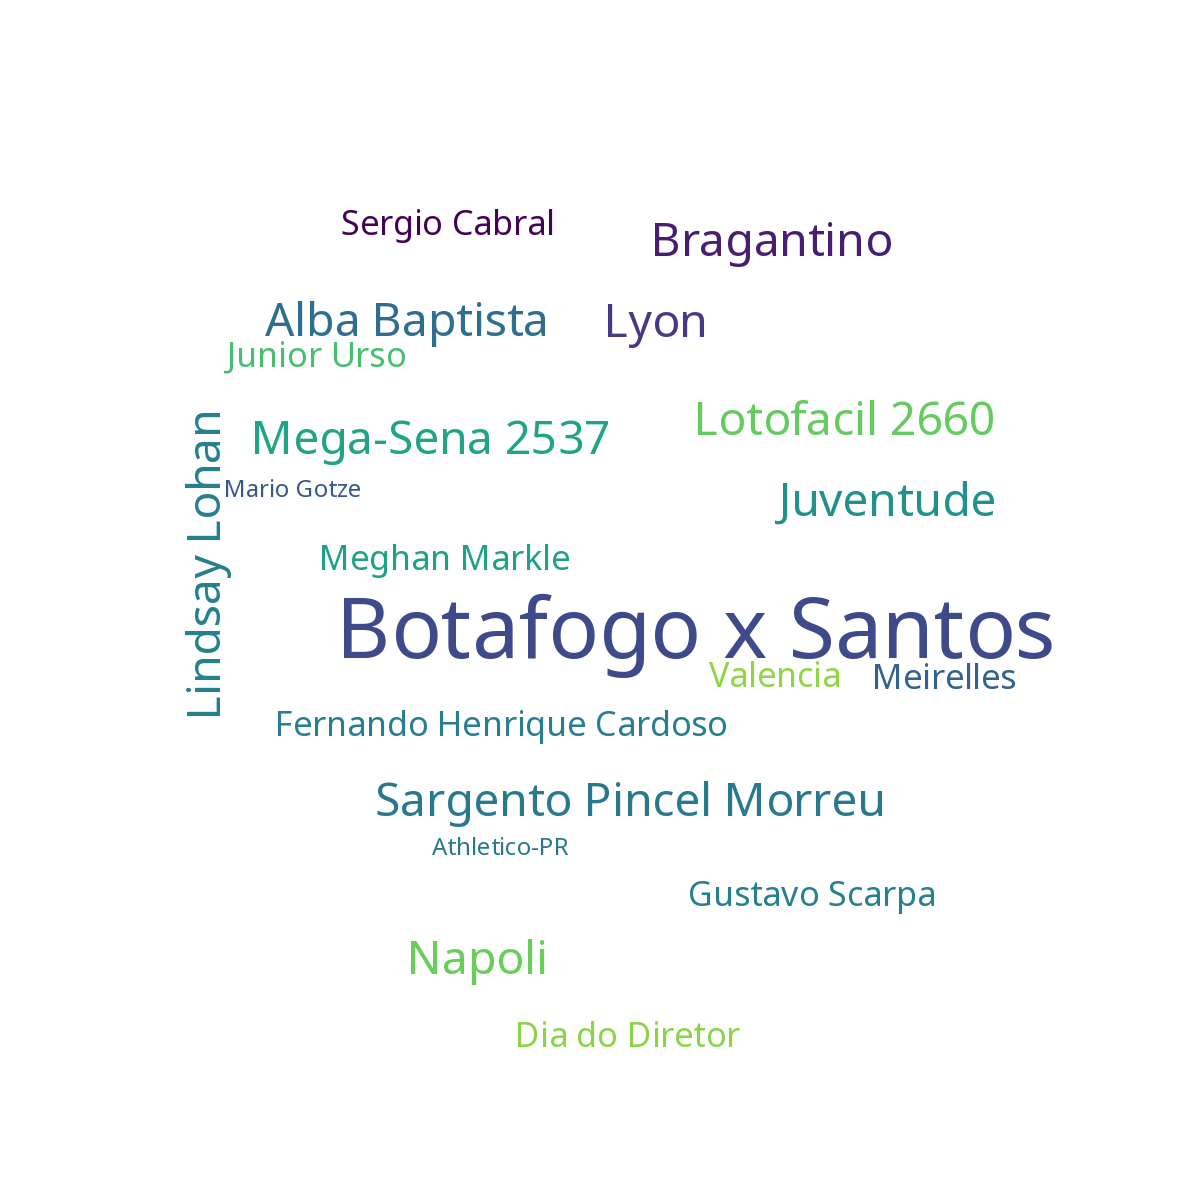 Sergio Cabral
Bragantino
Alba Baptista
Lyon
Junior Urso
Lotofacil 2660
Mega-Sena 2537
Lindsay Lohan
Mario Gotze
Juventude
Meghan Markle
Botafogo x Santos
Valencia
Meirelles
Fernando Henrique Cardoso
Sargento Pincel Morreu
Athletico-PR
Gustavo Scarpa
Napoli
Dia do Diretor